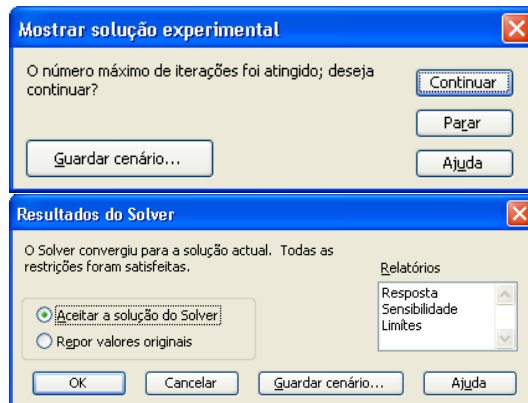 Mostrar solução experimental
O número máximo de iterações foi atingido; deseja
continuar?
Continuar
Parar
Guardar cenário...
Ajuda
Resultados do Solver
O Solver convergiu para a solução actual. Todas as
restrições foram satisfeitas.
Relatórios
Resposta
Sensibilidade
Limites
Aceitar a solução do Solver
Repor valores originais
OK
Cancelar
Guardar cenário...
Ajuda